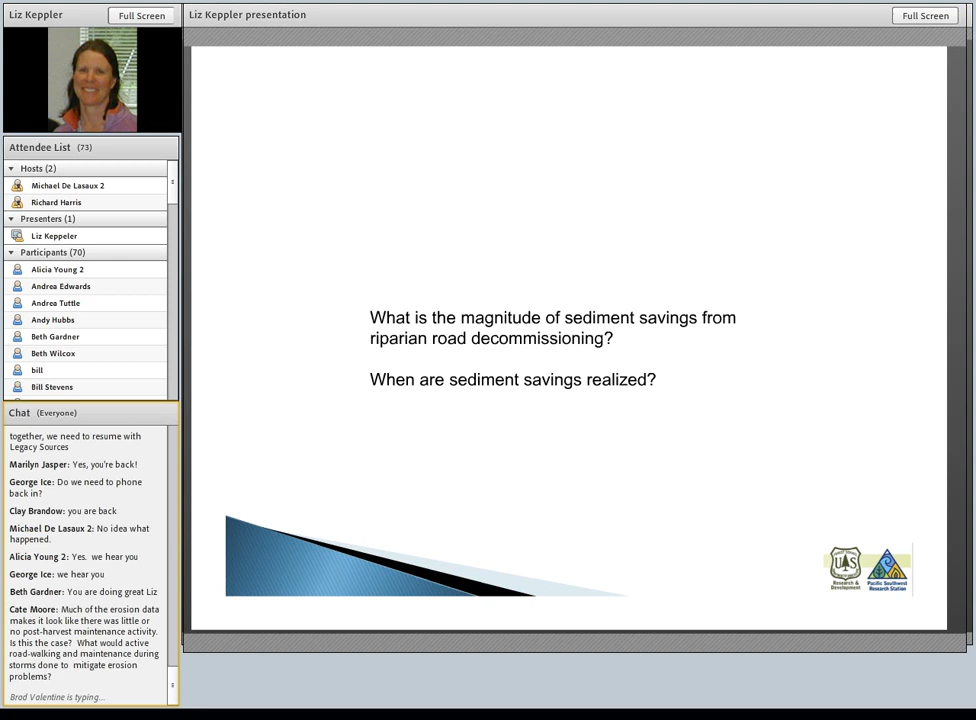 Liz Keppler
Full Screen
Liz Keppler presentation
Full Screen
Attendee List (73)
Hosts (2)
Michael De Lasaux 2
Richard Harris
Presenters (1)
Liz Keppeler
Participants (70)
Alicia Young 2
Andrea Edwards
Andrea Tuttle
Andy Hubbs
Beth Gardner
Beth Wilcox
bill
Bill Stevens
Chat (Everyone)
together, we need to resume with
Legacy Sources
Marilyn Jasper: Yes, you're back!
George Ice: Do we need to phone
back in?
Clay Brandow: you are back
Michael De Lasaux 2: No idea what
happened.
Alicia Young 2: Yes. we hear you
George Ice: we hear you
Beth Gardner: You are doing great Liz
Cate Moore: Much of the erosion data
makes it look like there was little or
no post-harvest maintenance activity.
Is this the case? What would active
road-walking and maintenance during
storms done to mitigate erosion
problems?
Brad Valentine is typing...
What is the magnitude of sediment savings from
riparian road decommissioning?
When are sediment savings realized?
UAS
Research &
Development
Pacific Southwest
Research Station